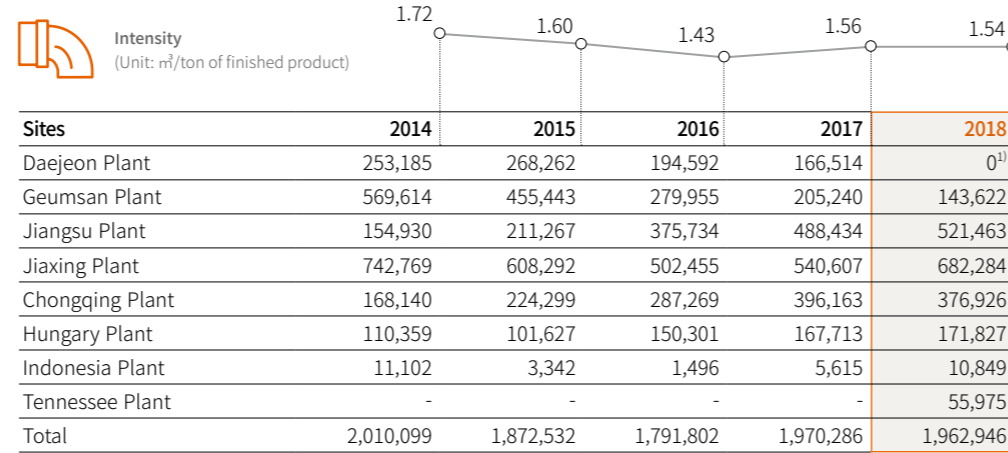 1.72 1.60 1.43 1.56 1.54
Intensity
(Unit: ㎥/ton of finished product)
Sites 2014 2015 2016 2017 2018
Daejeon Plant 253,185 268,262 194,592 166,514 0¹⁾
Geumsan Plant 569,614 455,443 279,955 205,240 143,622
Jiangsu Plant 154,930 211,267 375,734 488,434 521,463
Jiaxing Plant 742,769 608,292 502,455 540,607 682,284
Chongqing Plant 168,140 224,299 287,269 396,163 376,926
Hungary Plant 110,359 101,627 150,301 167,713 171,827
Indonesia Plant 11,102 3,342 1,496 5,615 10,849
Tennessee Plant - - - - 55,975
Total 2,010,099 1,872,532 1,791,802 1,970,286 1,962,946